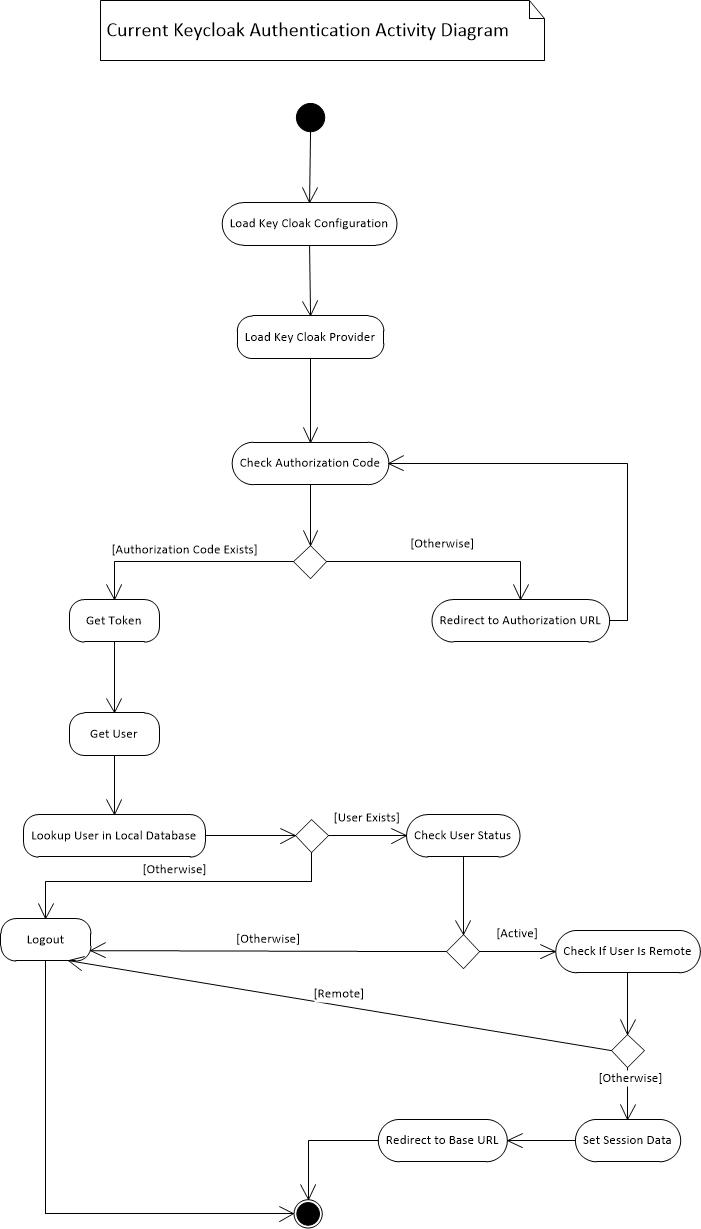 Current Keycloak Authentication Activity Diagram
Load Key Cloak Configuration
Load Key Cloak Provider
Check Authorization Code
[Authorization Code Exists]
[Otherwise]
Get Token
Redirect to Authorization URL
Get User
[User Exists]
Lookup User in Local Database
Check User Status
[Otherwise]
Logout
[Otherwise]
[Active]
Check If User Is Remote
[Remote]
[Otherwise]
Redirect to Base URL
Set Session Data